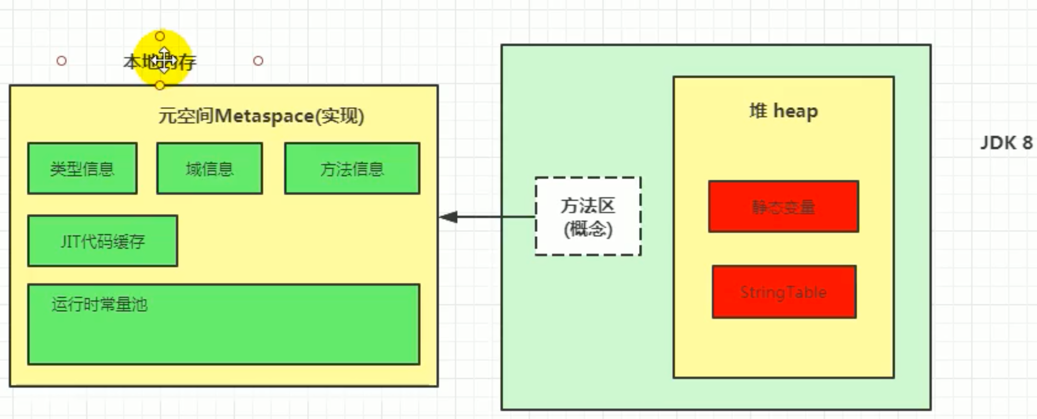 本地内存
元空间Metaspace(实现)
类型信息
域信息
方法信息
JIT代码缓存
运行时常量池
方法区
(概念)
堆 heap
静态变量
StringTable
JDK 8